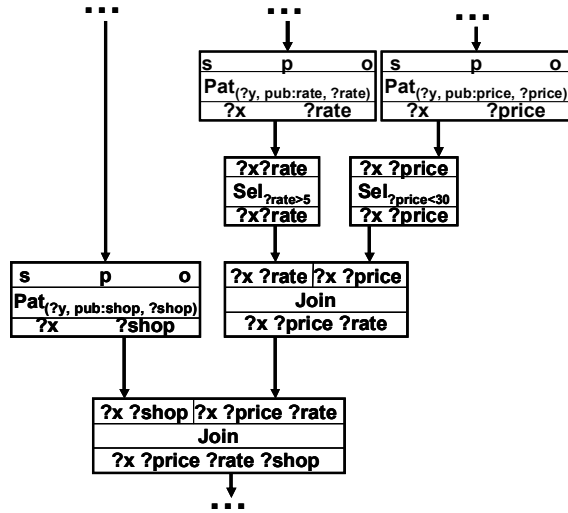 ...
...
...
s p o
Pat(?y, pub:rate, ?rate)
?x ?rate
s p o
Pat(?y, pub:price, ?price)
?x ?price
?x?rate
Sel?rate>5
?x?rate
?x ?price
Sel?price<30
?x ?price
s p o
Pat(?y, pub:shop, ?shop)
?x ?shop
?x ?rate ?x ?price
Join
?x ?price ?rate
?x ?shop ?x ?price ?rate
Join
?x ?price ?rate ?shop
...